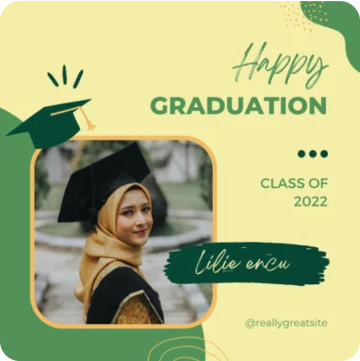 Happy
GRADUATION
CLASS OF
2022
Lilie encu
@reallygreatsite